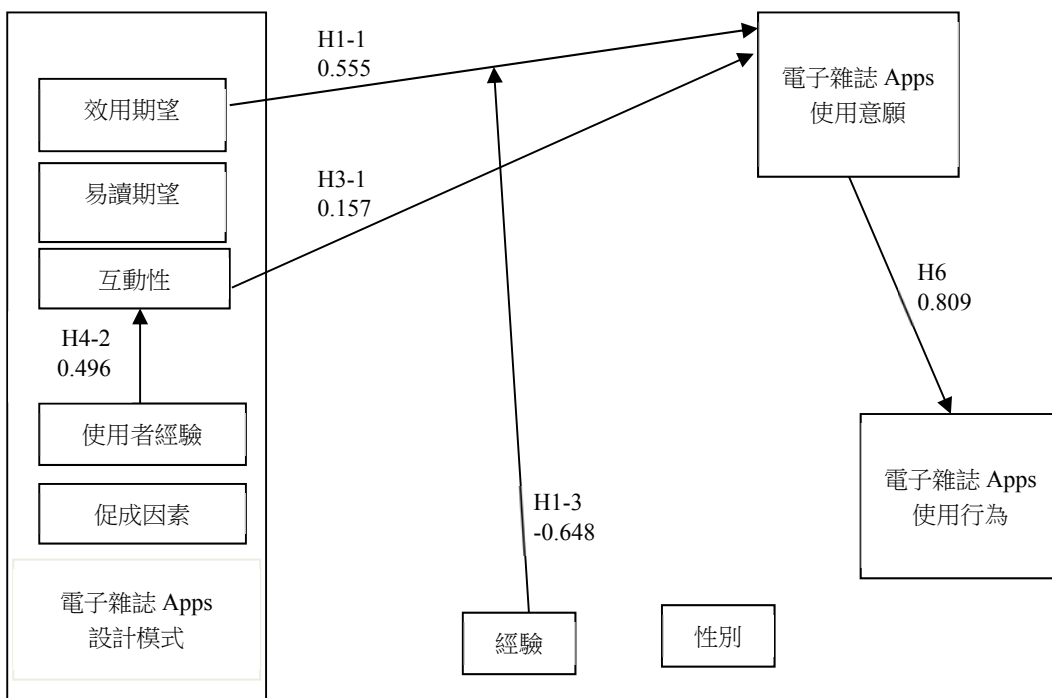 H1-1
0.555
效用期望
電子雜誌 Apps
使用意願
易讀期望
H3-1
0.157
互動性
H6
0.809
H4-2
0.496
使用者經驗
電子雜誌 Apps
使用行為
促成因素
H1-3
-0.648
電子雜誌 Apps
設計模式
經驗
性別